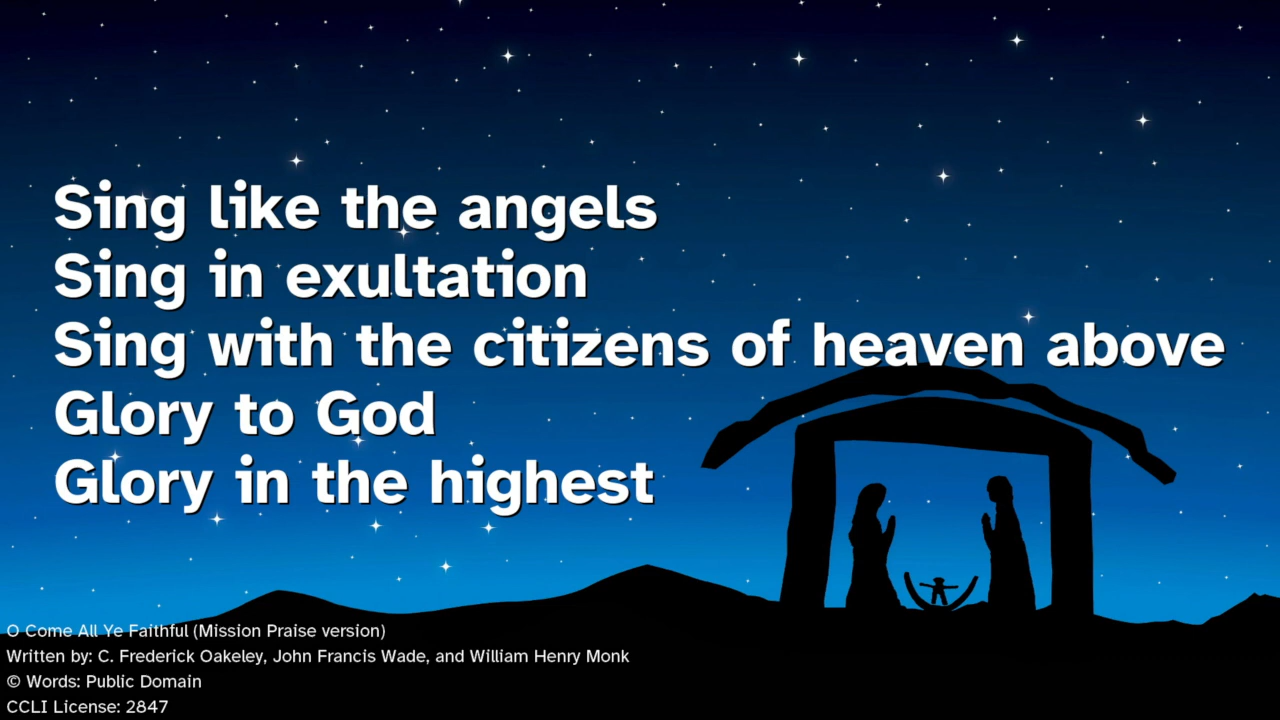 Sing like the angels
Sing in exultation
Sing with the citizens of heaven above
Glory to God
Glory in the highest
O Come All Ye Faithful (Mission Praise version)
Written by: C. Frederick Oakeley, John Francis Wade, and William Henry Monk
© Words: Public Domain
CCLI License: 2847